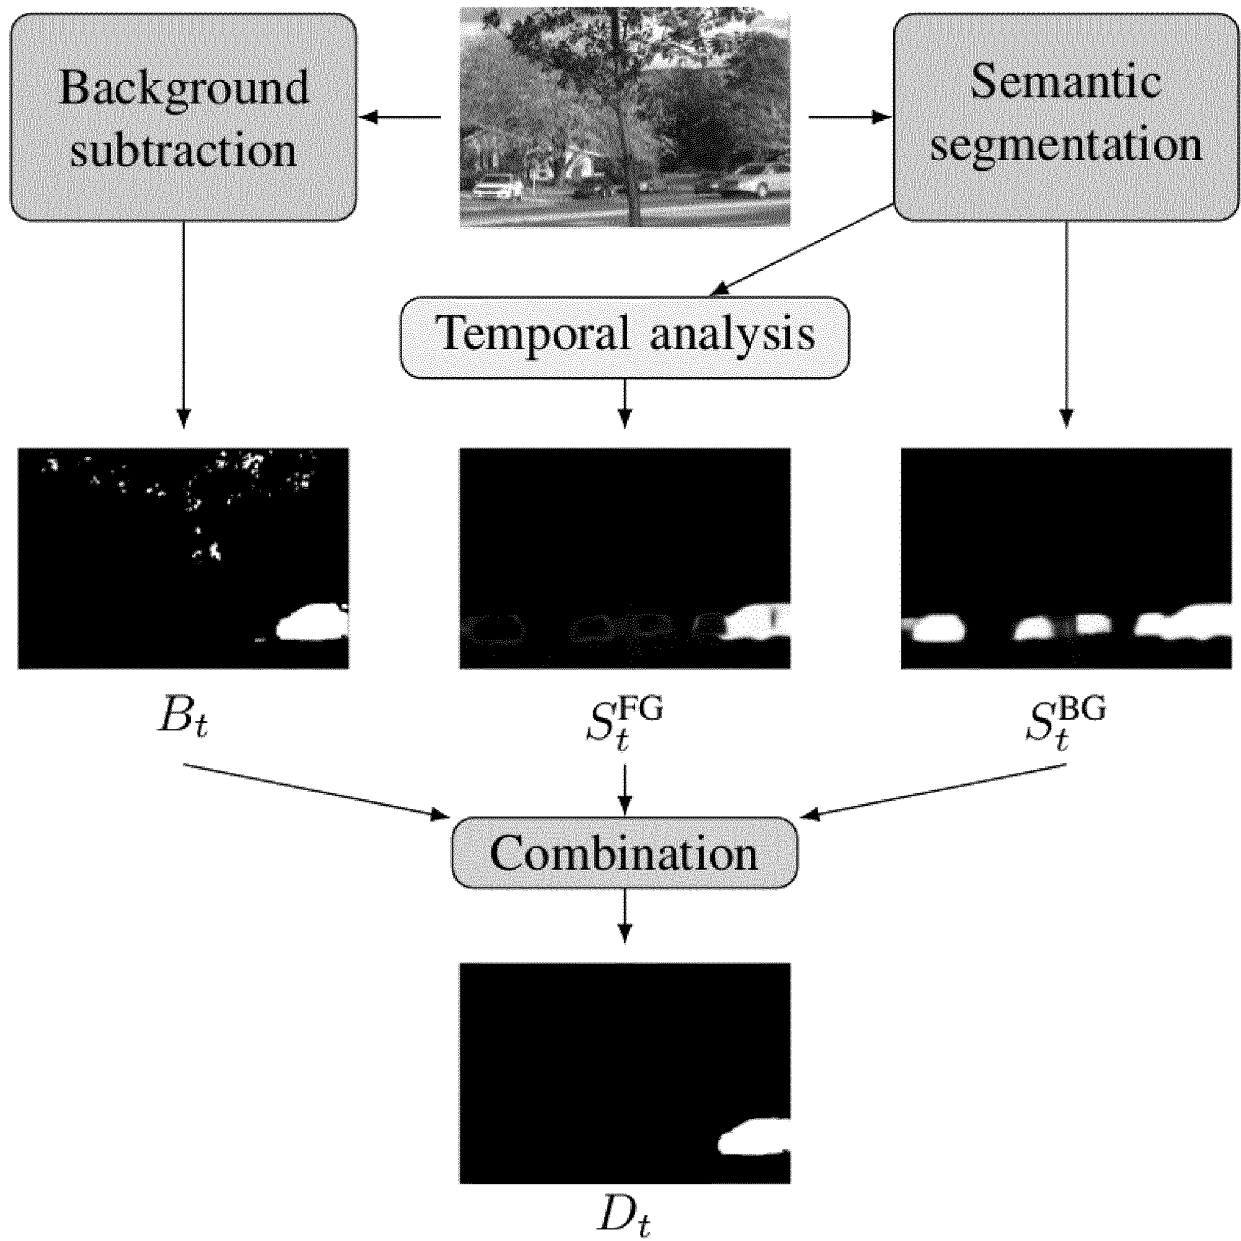 Background
subtraction
Semantic
segmentation
Temporal analysis
B_t
S_t^FG
S_t^BG
Combination
D_t